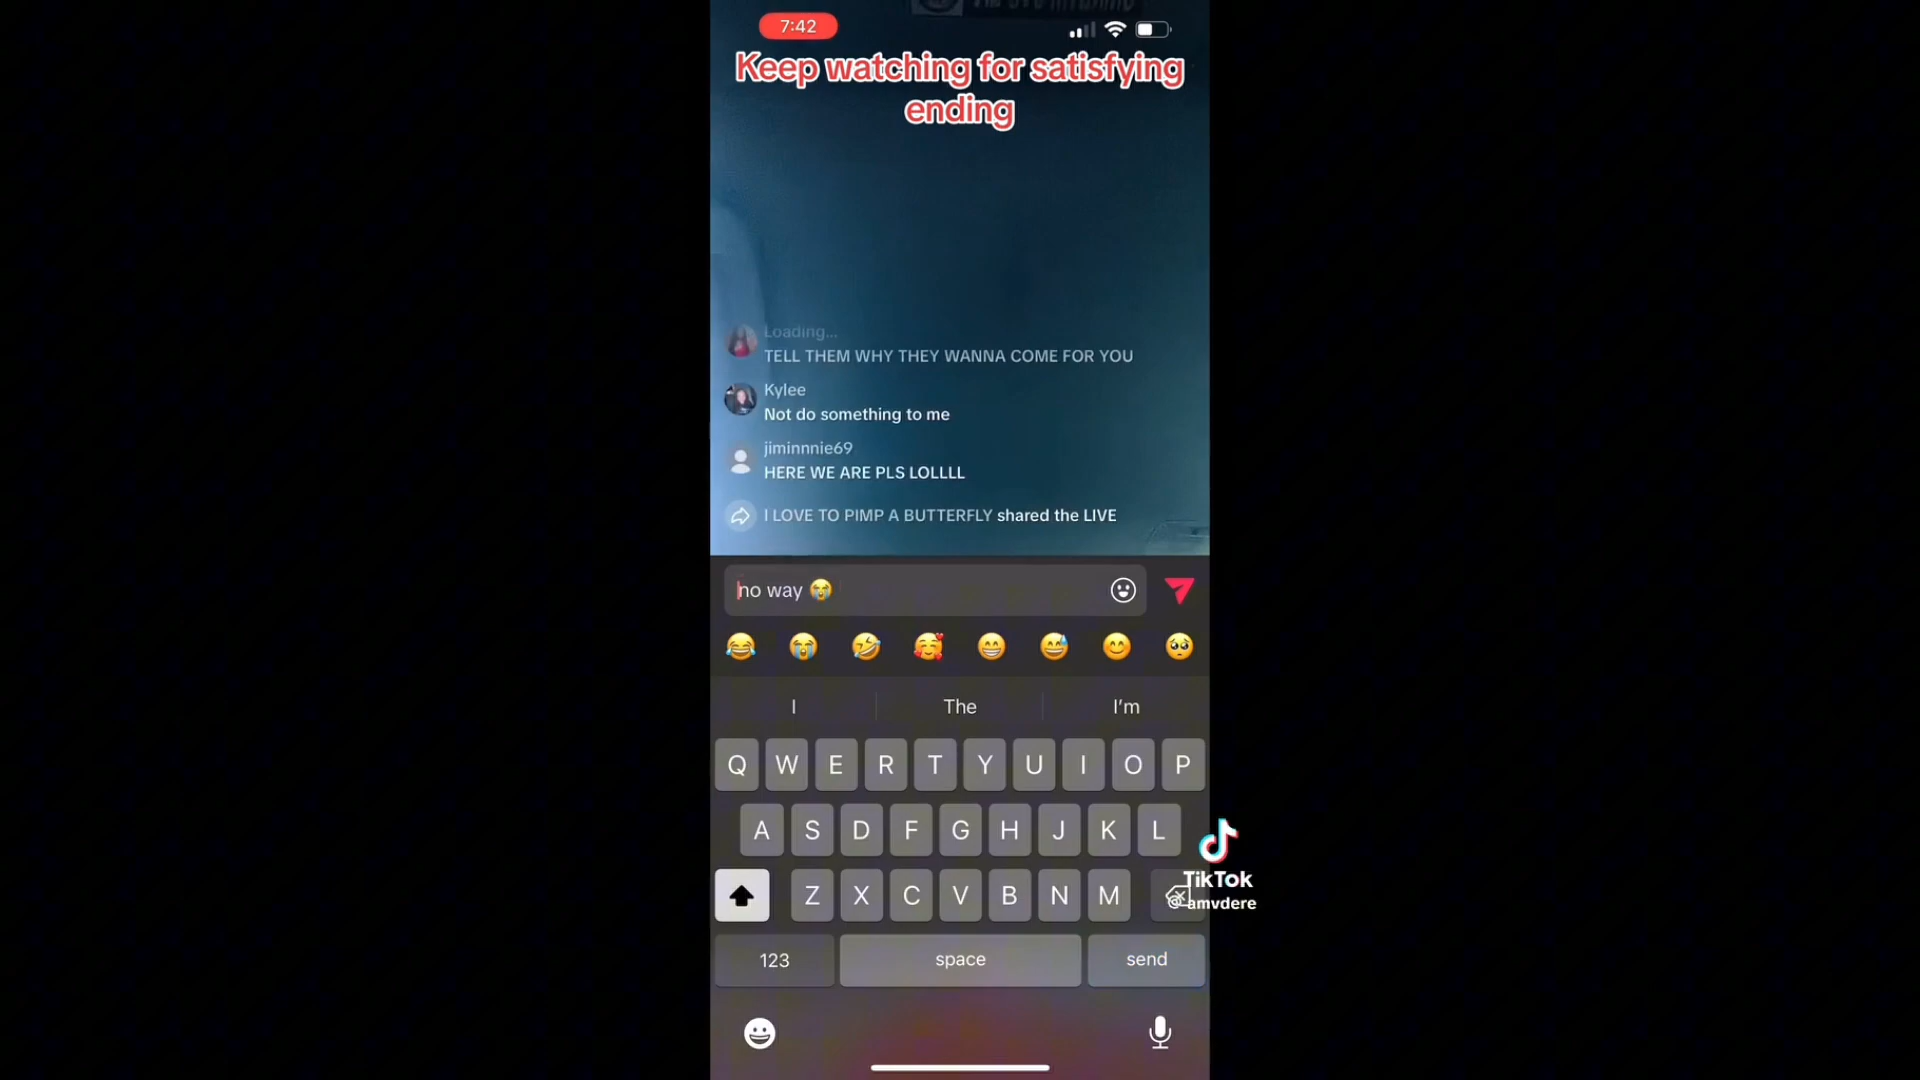 7:42
Keep watching for satisfying
ending
Loading...
TELL THEM WHY THEY WANNA COME FOR YOU
Kylee
Not do something to me
jiminnnie69
HERE WE ARE PLS LOLLLL
I LOVE TO PIMP A BUTTERFLY shared the LIVE
no way 😭
😂 😭 🤣 🥰 😁 😅 😊 🥺
I The I'm
Q W E R T Y U I O P
A S D F G H J K L
Z X C V B N M
TikTok
@amvdere
123 space send